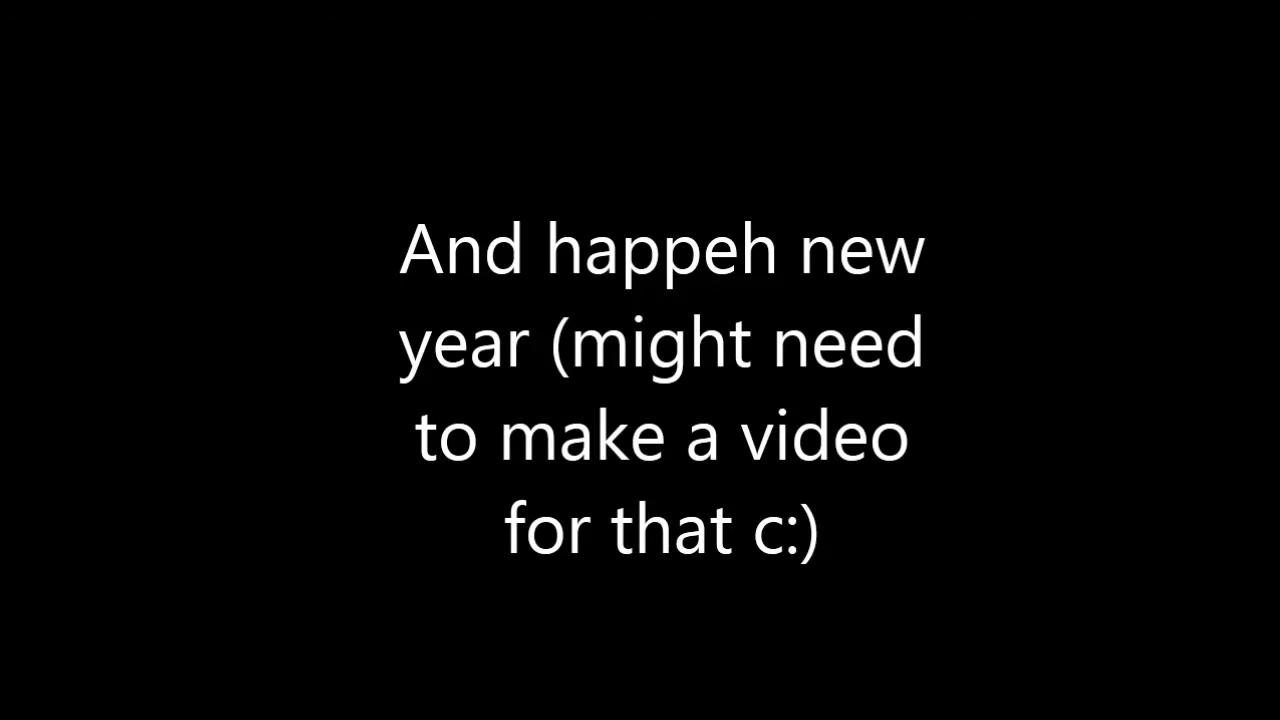 And happeh new
year (might need
to make a video
for that c:)